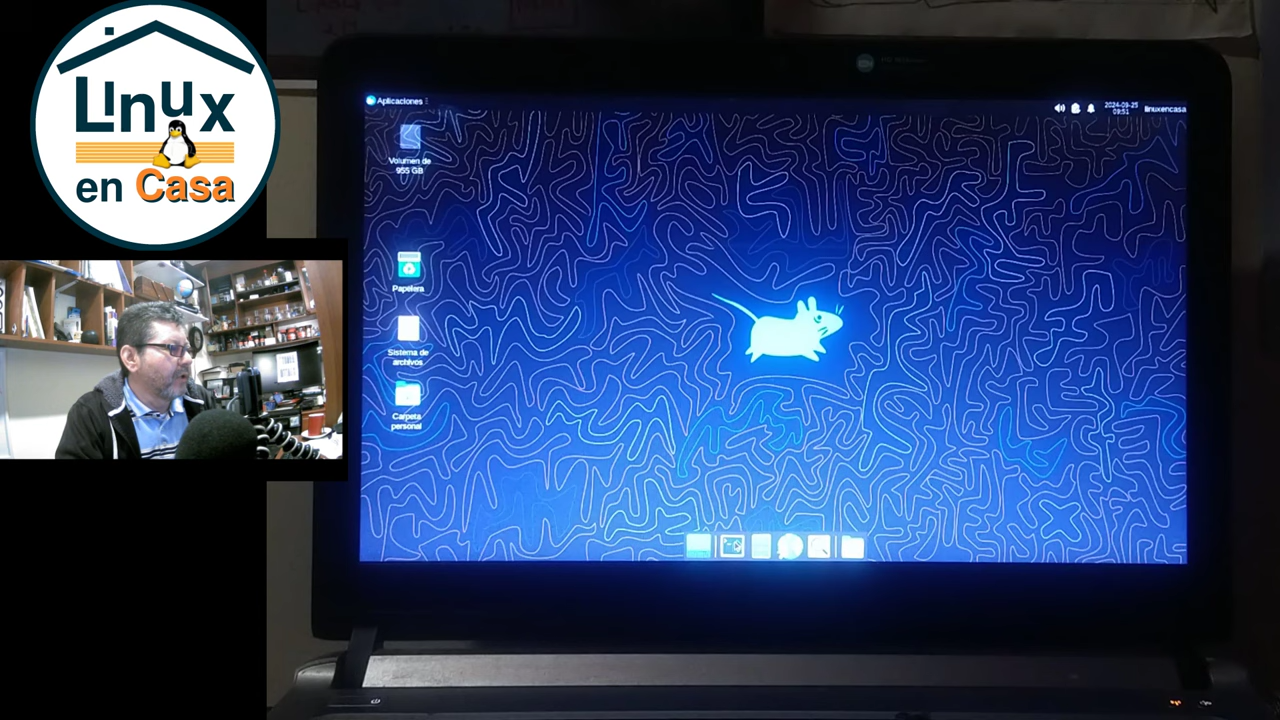 Linux
en Casa
Aplicaciones
2024-09-25
09:51
linuxencasa
Volumen de
955 GB
Papelera
Sistema de
archivos
Carpeta
personal